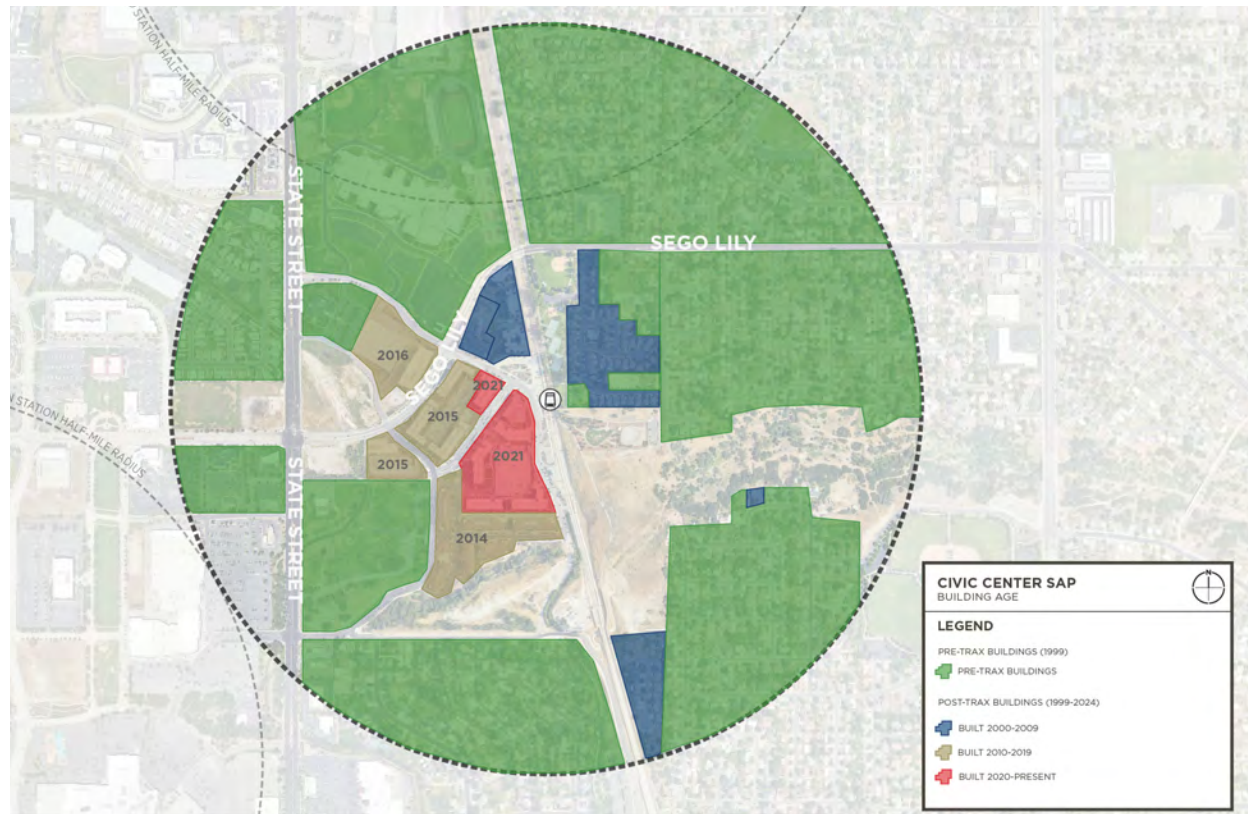 N STATION HALF-MILE RADIUS
STATE STREET
SEGO LILY
2016
SEGO LILY
2021
2015
N STATION HALF-MILE RADIUS
2015
2021
STATE STREET
2014
CIVIC CENTER SAP
BUILDING AGE
N
LEGEND
PRE-TRAX BUILDINGS (1999)
PRE-TRAX BUILDINGS
POST-TRAX BUILDINGS (1999-2024)
BUILT 2000-2009
BUILT 2010-2019
BUILT 2020-PRESENT